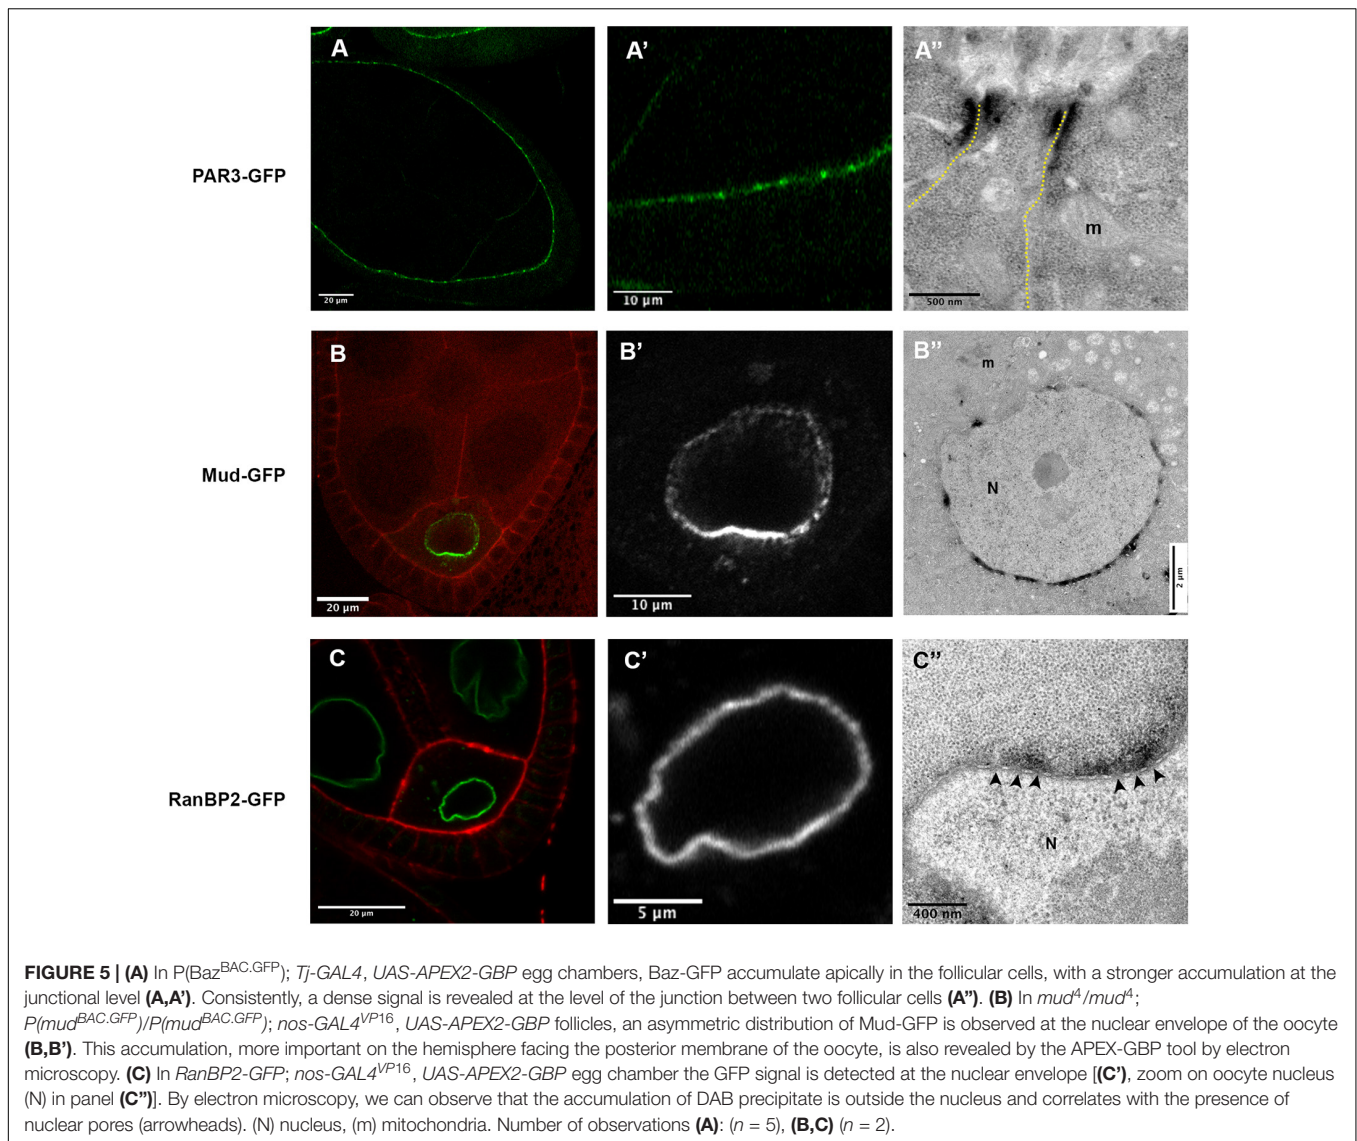 A
A’
A’’
PAR3-GFP
m
20 μm
10 μm
500 nm
B
B’
B’’
m
Mud-GFP
N
20 μm
10 μm
2 μm
C
C’
C’’
RanBP2-GFP
N
20 μm
5 μm
400 nm
FIGURE 5 | (A) In P(Baz^BAC.GFP); Tj-GAL4, UAS-APEX2-GBP egg chambers, Baz-GFP accumulate apically in the follicular cells, with a stronger accumulation at the
junctional level (A,A’). Consistently, a dense signal is revealed at the level of the junction between two follicular cells (A’’). (B) In mud^4/mud^4;
P(mud^BAC.GFP)/P(mud^BAC.GFP); nos-GAL4^VP16, UAS-APEX2-GBP follicles, an asymmetric distribution of Mud-GFP is observed at the nuclear envelope of the oocyte
(B,B’). This accumulation, more important on the hemisphere facing the posterior membrane of the oocyte, is also revealed by the APEX-GBP tool by electron
microscopy. (C) In RanBP2-GFP; nos-GAL4^VP16, UAS-APEX2-GBP egg chamber the GFP signal is detected at the nuclear envelope [(C’), zoom on oocyte nucleus
(N) in panel (C’’)]. By electron microscopy, we can observe that the accumulation of DAB precipitate is outside the nucleus and correlates with the presence of
nuclear pores (arrowheads). (N) nucleus, (m) mitochondria. Number of observations (A): (n = 5), (B,C) (n = 2).